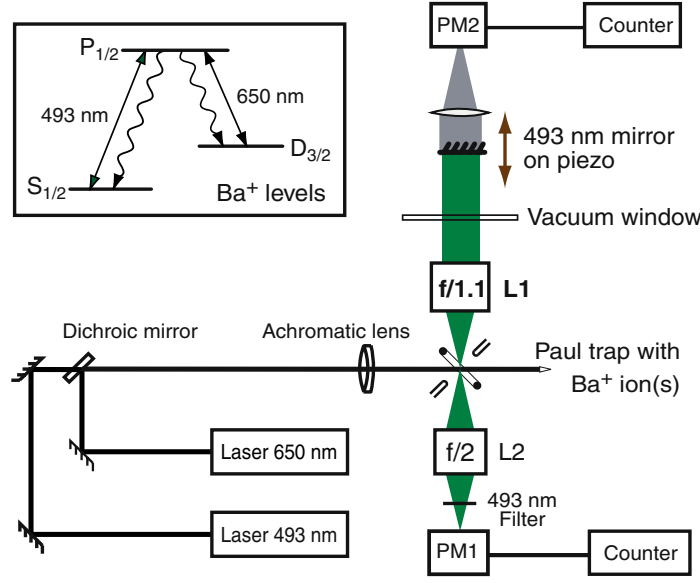 PM2
Counter
P1/2
493 nm
650 nm
D3/2
S1/2
Ba+ levels
493 nm mirror
on piezo
Vacuum window
f/1.1
L1
Dichroic mirror
Achromatic lens
Paul trap with
Ba+ ion(s)
Laser 650 nm
f/2
L2
493 nm
Filter
Laser 493 nm
PM1
Counter